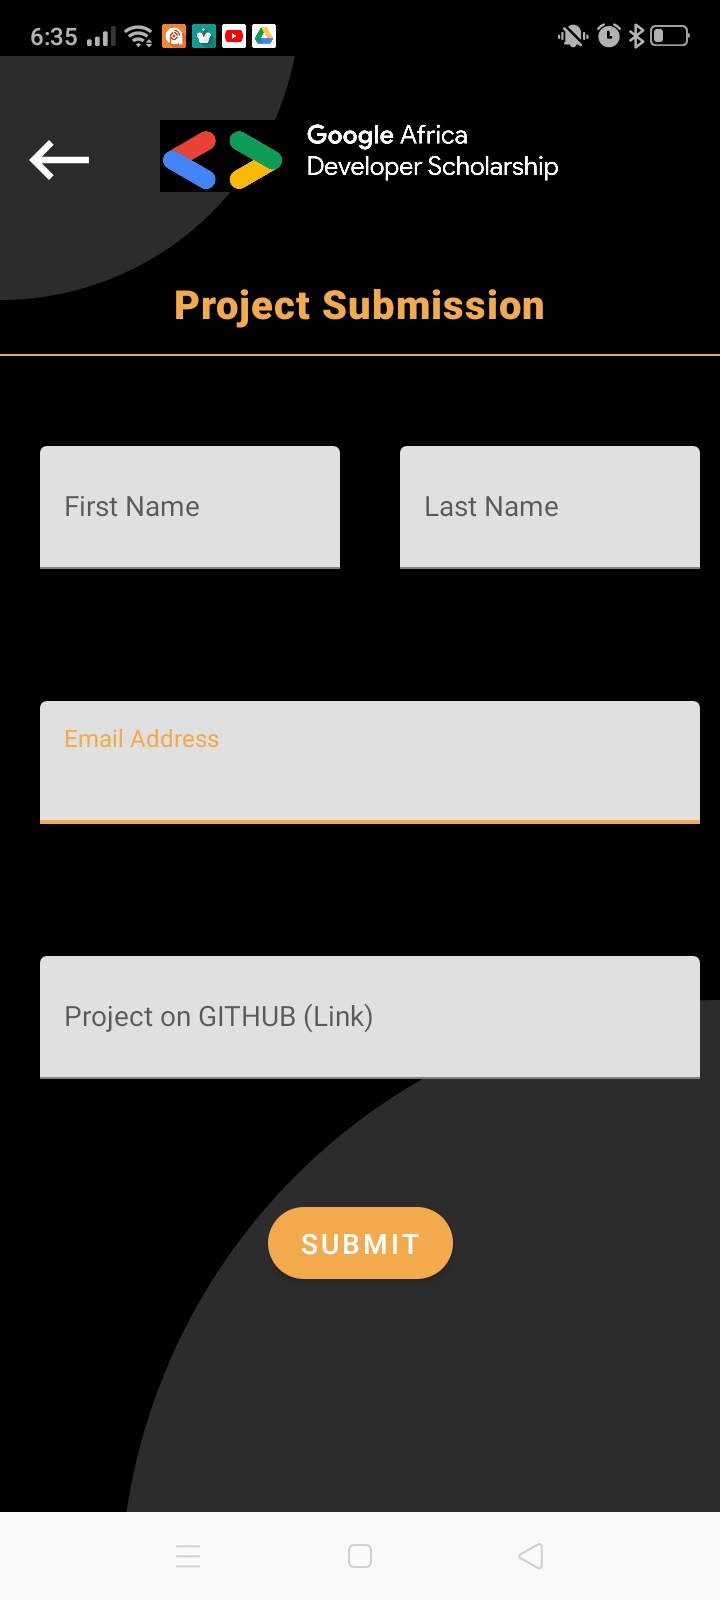 6:35
Google Africa
Developer Scholarship
Project Submission
First Name
Last Name
Email Address
Project on GITHUB (Link)
SUBMIT